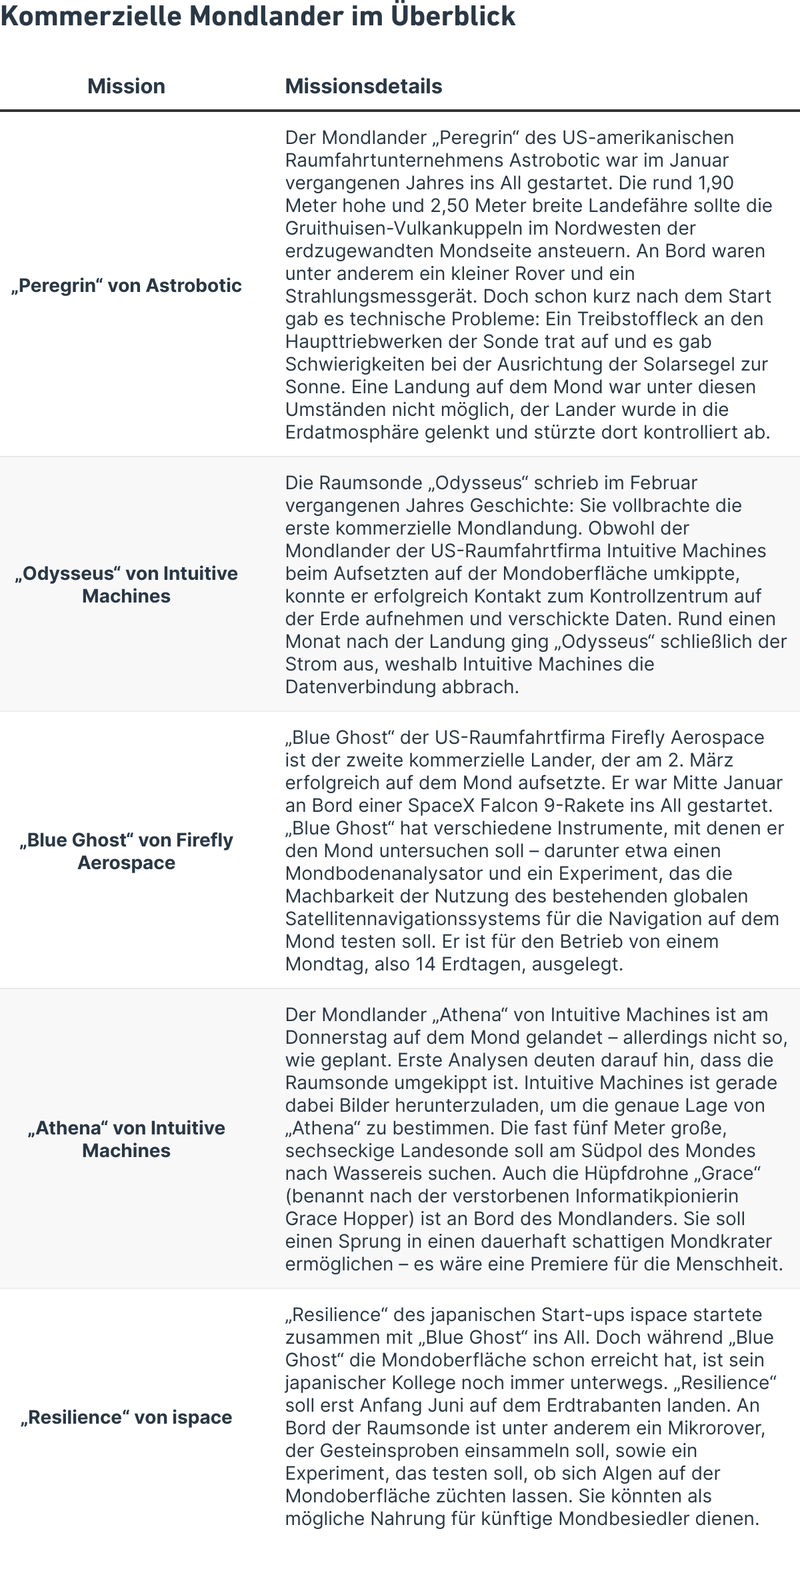 Kommerzielle Mondlander im Überblick
Mission
Missionsdetails
„Peregrin“ von Astrobotic
Der Mondlander „Peregrin“ des US-amerikanischen
Raumfahrtunternehmens Astrobotic war im Januar
vergangenen Jahres ins All gestartet. Die rund 1,90
Meter hohe und 2,50 Meter breite Landefähre sollte die
Gruithuisen-Vulkankuppeln im Nordwesten der
erdzugewandten Mondseite ansteuern. An Bord waren
unter anderem ein kleiner Rover und ein
Strahlungsmessgerät. Doch schon kurz nach dem Start
gab es technische Probleme: Ein Treibstoffleck an den
Haupttriebwerken der Sonde trat auf und es gab
Schwierigkeiten bei der Ausrichtung der Solarsegel zur
Sonne. Eine Landung auf dem Mond war unter diesen
Umständen nicht möglich, der Lander wurde in die
Erdatmosphäre gelenkt und stürzte dort kontrolliert ab.
„Odysseus“ von Intuitive
Machines
Die Raumsonde „Odysseus“ schrieb im Februar
vergangenen Jahres Geschichte: Sie vollbrachte die
erste kommerzielle Mondlandung. Obwohl der
Mondlander der US-Raumfahrtfirma Intuitive Machines
beim Aufsetzten auf der Mondoberfläche umkippte,
konnte er erfolgreich Kontakt zum Kontrollzentrum auf
der Erde aufnehmen und verschickte Daten. Rund einen
Monat nach der Landung ging „Odysseus“ schließlich der
Strom aus, weshalb Intuitive Machines die
Datenverbindung abbrach.
„Blue Ghost“ von Firefly
Aerospace
„Blue Ghost“ der US-Raumfahrtfirma Firefly Aerospace
ist der zweite kommerzielle Lander, der am 2. März
erfolgreich auf dem Mond aufsetzte. Er war Mitte Januar
an Bord einer SpaceX Falcon 9-Rakete ins All gestartet.
„Blue Ghost“ hat verschiedene Instrumente, mit denen er
den Mond untersuchen soll – darunter etwa einen
Mondbodenanalysator und ein Experiment, das die
Machbarkeit der Nutzung des bestehenden globalen
Satellitennavigationssystems für die Navigation auf dem
Mond testen soll. Er ist für den Betrieb von einem
Mondtag, also 14 Erdtagen, ausgelegt.
„Athena“ von Intuitive
Machines
Der Mondlander „Athena“ von Intuitive Machines ist am
Donnerstag auf dem Mond gelandet – allerdings nicht so,
wie geplant. Erste Analysen deuten darauf hin, dass die
Raumsonde umgekippt ist. Intuitive Machines ist gerade
dabei Bilder herunterzuladen, um die genaue Lage von
„Athena“ zu bestimmen. Die fast fünf Meter große,
sechseckige Landesonde soll am Südpol des Mondes
nach Wassereis suchen. Auch die Hüpfdrohne „Grace“
(benannt nach der verstorbenen Informatikpionierin
Grace Hopper) ist an Bord des Mondlanders. Sie soll
einen Sprung in einen dauerhaft schattigen Mondkrater
ermöglichen – es wäre eine Premiere für die Menschheit.
„Resilience“ von ispace
„Resilience“ des japanischen Start-ups ispace startete
zusammen mit „Blue Ghost“ ins All. Doch während „Blue
Ghost“ die Mondoberfläche schon erreicht hat, ist sein
japanischer Kollege noch immer unterwegs. „Resilience“
soll erst Anfang Juni auf dem Erdtrabanten landen. An
Bord der Raumsonde ist unter anderem ein Mikrorover,
der Gesteinsproben einsammeln soll, sowie ein
Experiment, das testen soll, ob sich Algen auf der
Mondoberfläche züchten lassen. Sie könnten als
mögliche Nahrung für künftige Mondbesiedler dienen.